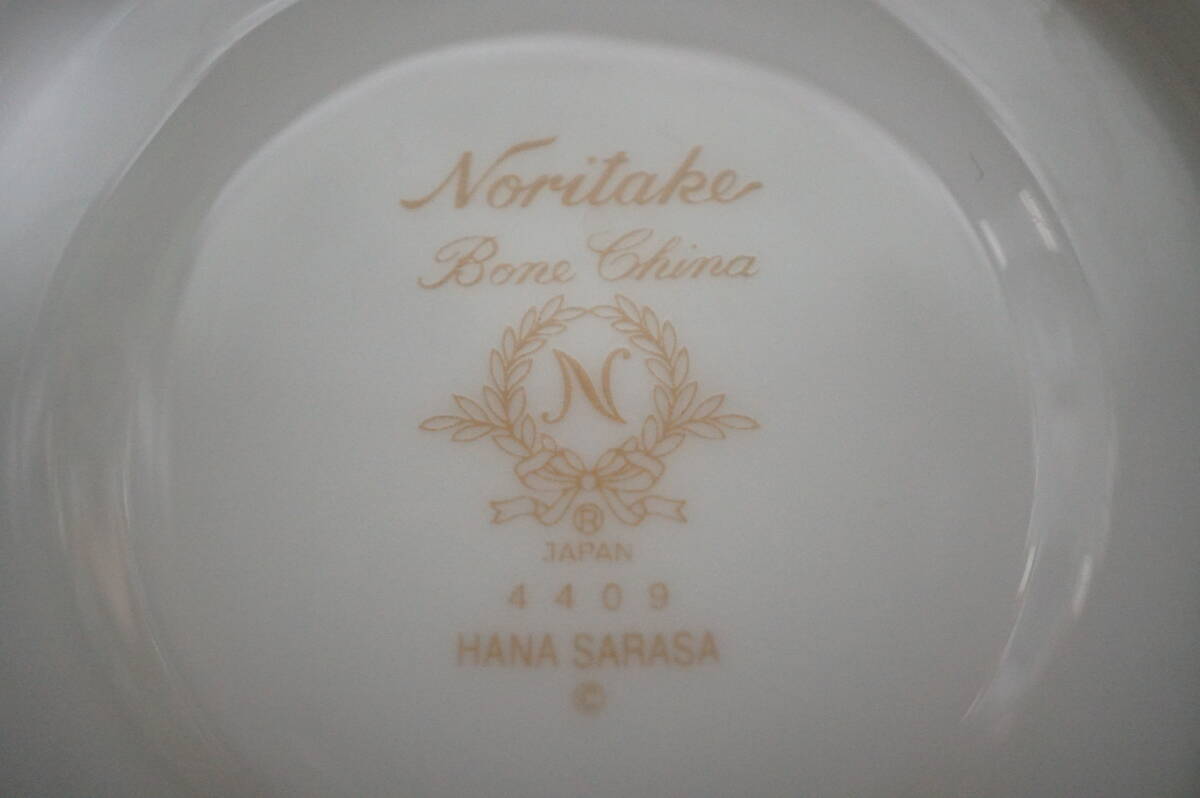 Noritake
Bone China
N
®
JAPAN
4409
HANA SARASA
©